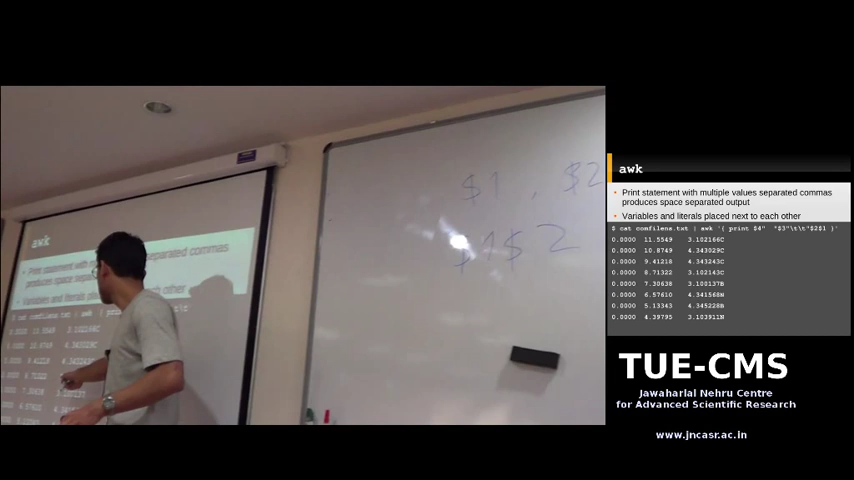 $1 , $2
$1$2
awk
Print statement with multiple values separated commas
produces space separated output
Variables and literals placed next to each other
$ cat comfilens.txt | awk '{ print $4" "$3"\t\t"$2$1 }'
0.0000 11.5549 3.102166C
0.0000 10.8749 4.343029C
0.0000 9.41218 4.343243C
0.0000 8.71322 3.102143C
0.0000 7.30638 3.100137B
0.0000 6.57610 4.341568N
0.0000 5.13343 4.345228B
0.0000 4.39795 3.103911N
TUE-CMS
Jawaharlal Nehru Centre
for Advanced Scientific Research
www.jncasr.ac.in